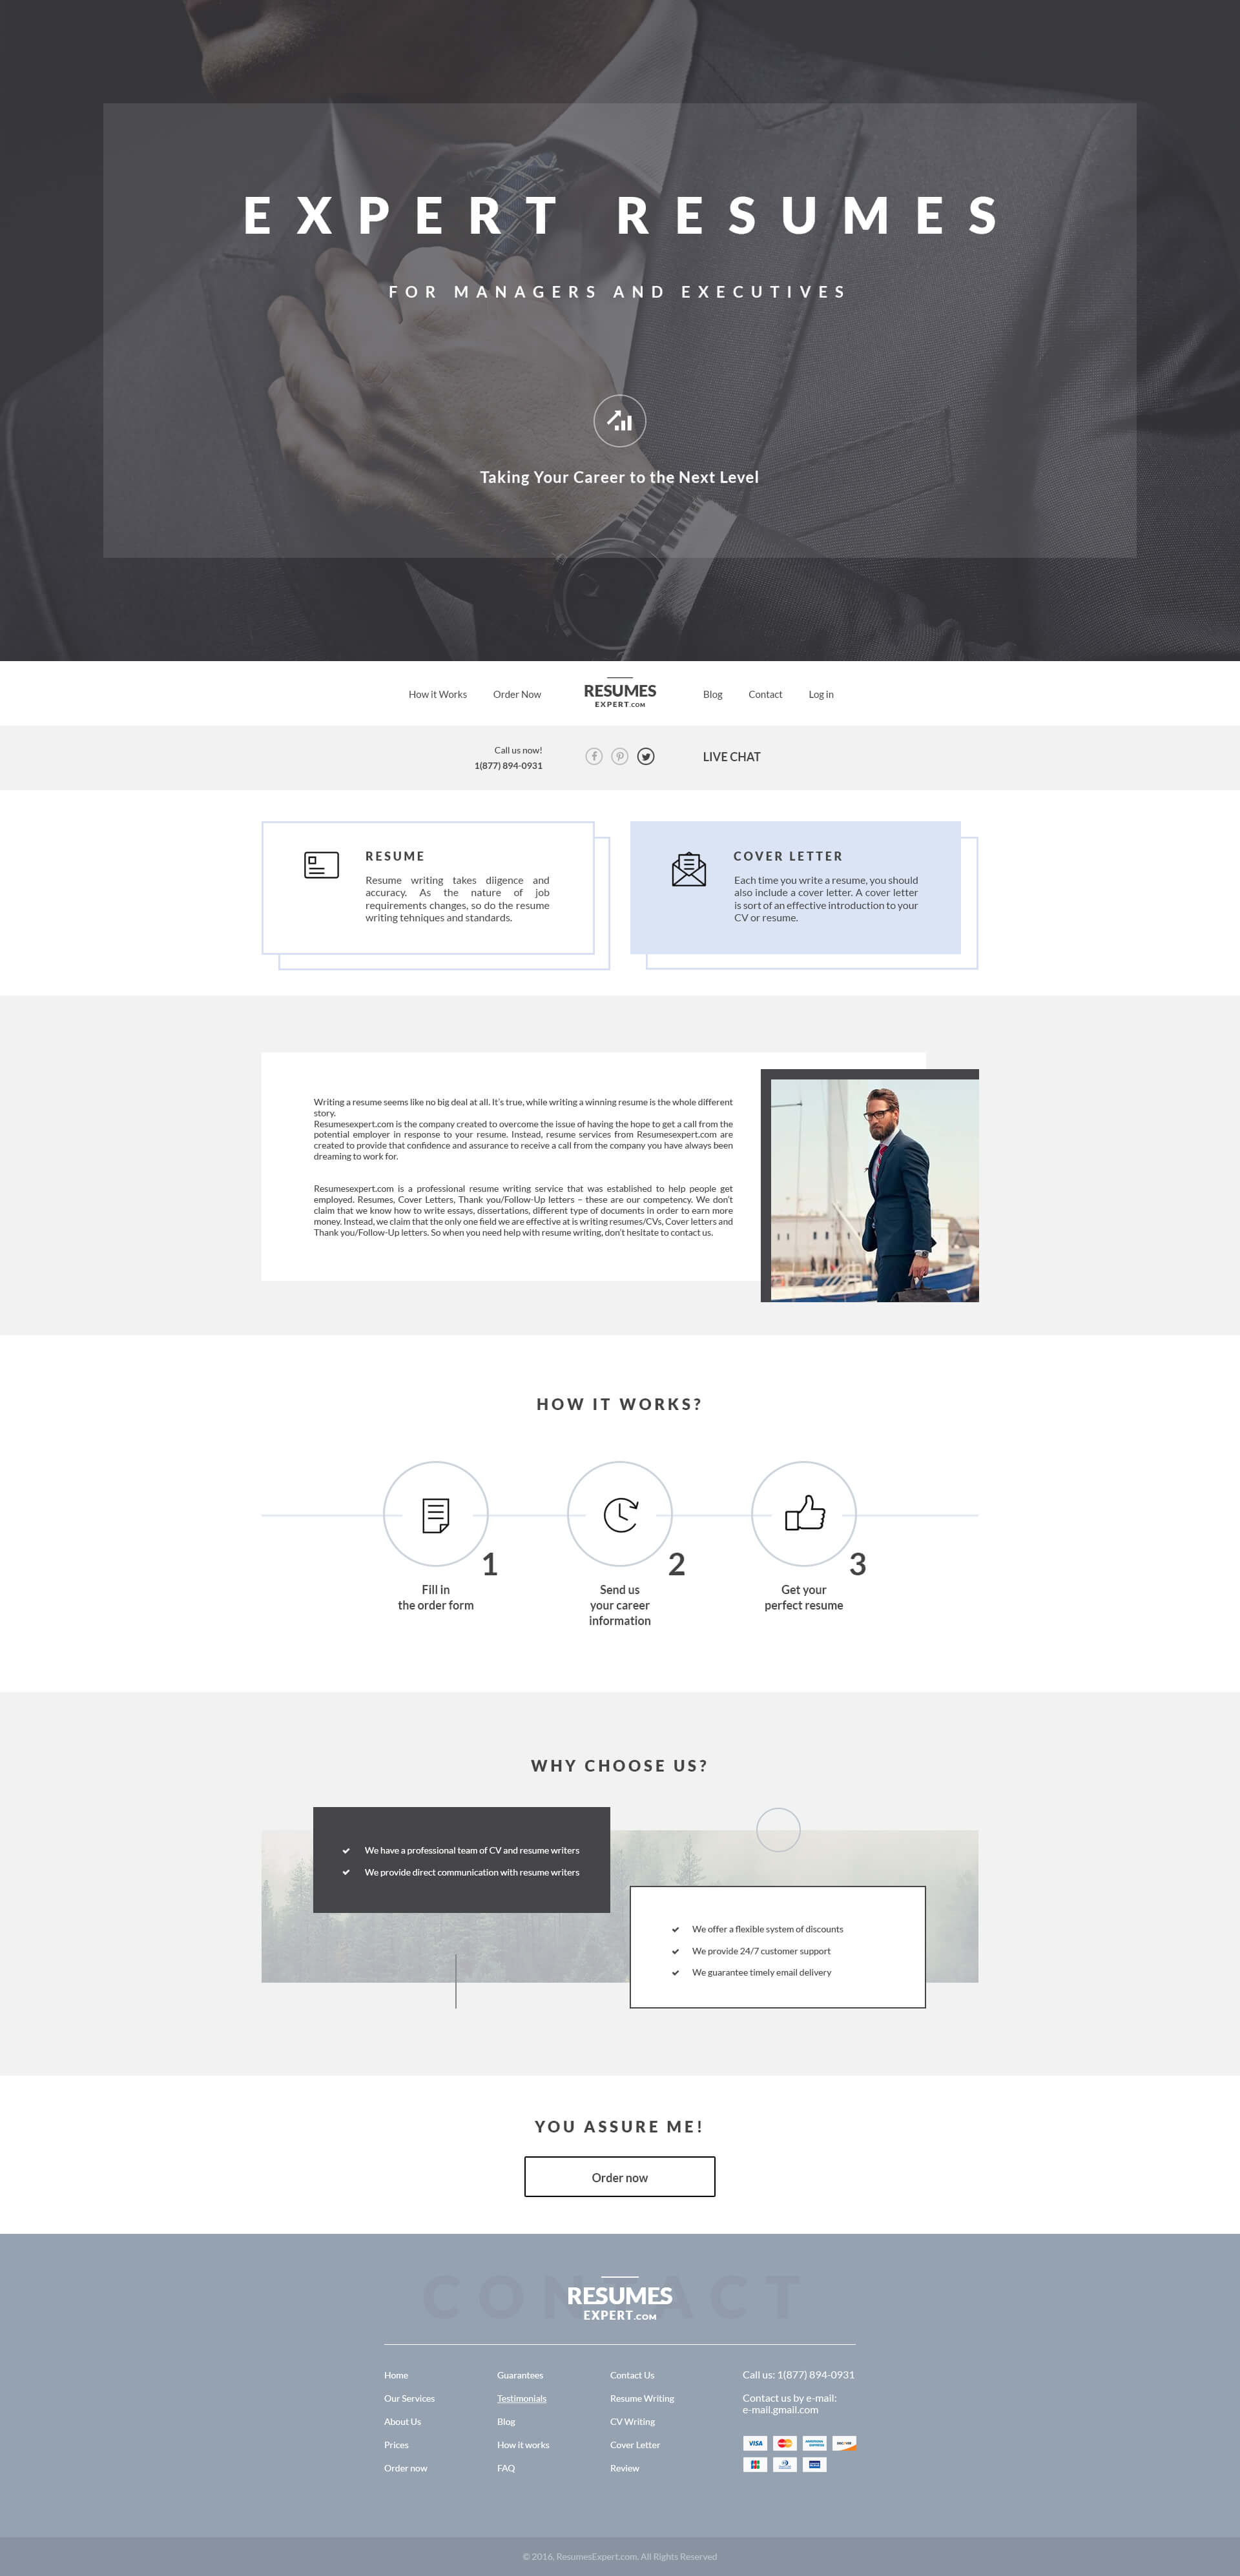 EXPERT RESUMES
FOR MANAGERS AND EXECUTIVES
Taking Your Career to the Next Level
How it Works
Order Now
RESUMES
EXPERT.COM
Blog
Contact
Log in
Call us now!
1(877) 894-0931
LIVE CHAT
RESUME
Resume writing takes diigence and
accuracy. As the nature of job
requirements changes, so do the resume
writing tehniques and standards.
COVER LETTER
Each time you write a resume, you should
also include a cover letter. A cover letter
is sort of an effective introduction to your
CV or resume.
Writing a resume seems like no big deal at all. It's true, while writing a winning resume is the whole different
story.
Resumesexpert.com is the company created to overcome the issue of having the hope to get a call from the
potential employer in response to your resume. Instead, resume services from Resumesexpert.com are
created to provide that confidence and assurance to receive a call from the company you have always been
dreaming to work for.
Resumesexpert.com is a professional resume writing service that was established to help people get
employed. Resumes, Cover Letters, Thank you/Follow-Up letters – these are our competency. We don't
claim that we know how to write essays, dissertations, different type of documents in order to earn more
money. Instead, we claim that the only one field we are effective at is writing resumes/CVs, Cover letters and
Thank you/Follow-Up letters. So when you need help with resume writing, don't hesitate to contact us.
HOW IT WORKS?
1
Fill in
the order form
2
Send us
your career
information
3
Get your
perfect resume
WHY CHOOSE US?
We have a professional team of CV and resume writers
We provide direct communication with resume writers
We offer a flexible system of discounts
We provide 24/7 customer support
We guarantee timely email delivery
YOU ASSURE ME!
Order now
CONTACT
RESUMES
EXPERT.COM
Home
Our Services
About Us
Prices
Order now
Guarantees
Testimonials
Blog
How it works
FAQ
Contact Us
Resume Writing
CV Writing
Cover Letter
Review
Call us: 1(877) 894-0931
Contact us by e-mail:
e-mail.gmail.com
VISA
© 2016, ResumesExpert.com. All Rights Reserved